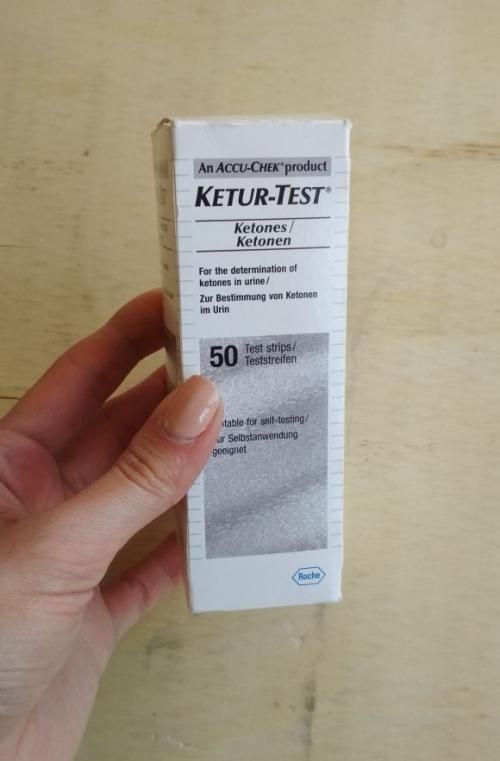 An ACCU-CHEK® product
KETUR-TEST®
Ketones/
Ketonen
For the determination of
ketones in urine/
Zur Bestimmung von Ketonen
im Urin
50 Test strips/
Teststreifen
for self-testing/
Selbstanwendung
geeignet
Roche